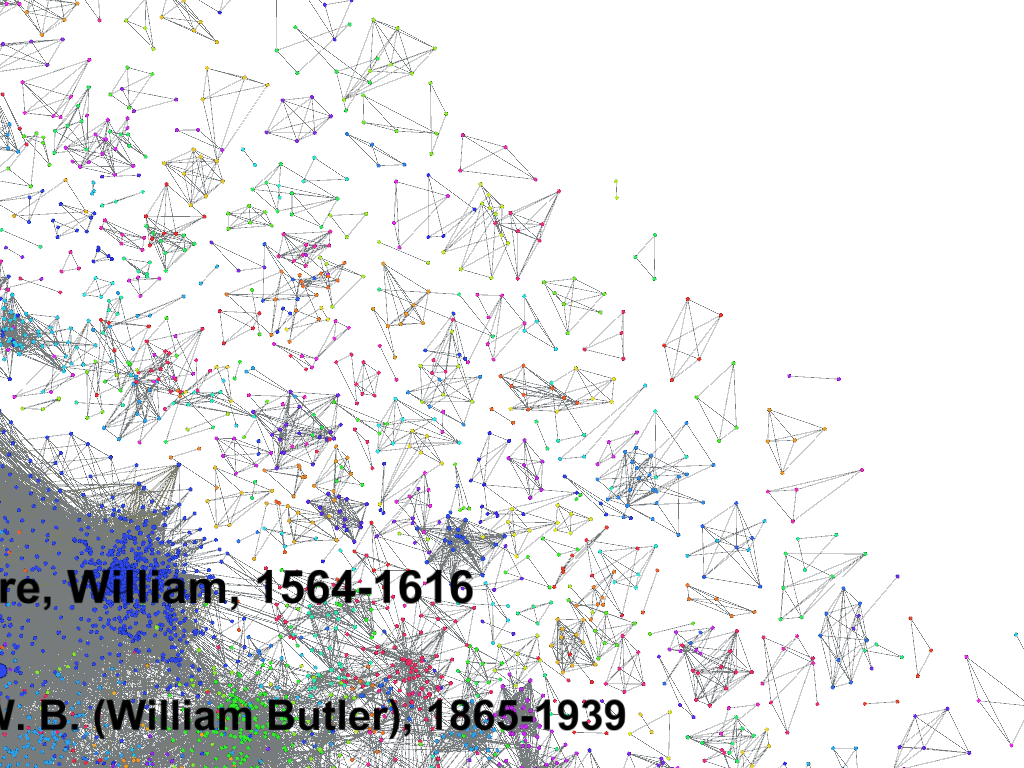 re, William, 1564-1616
W. B. (William Butler), 1865-1939